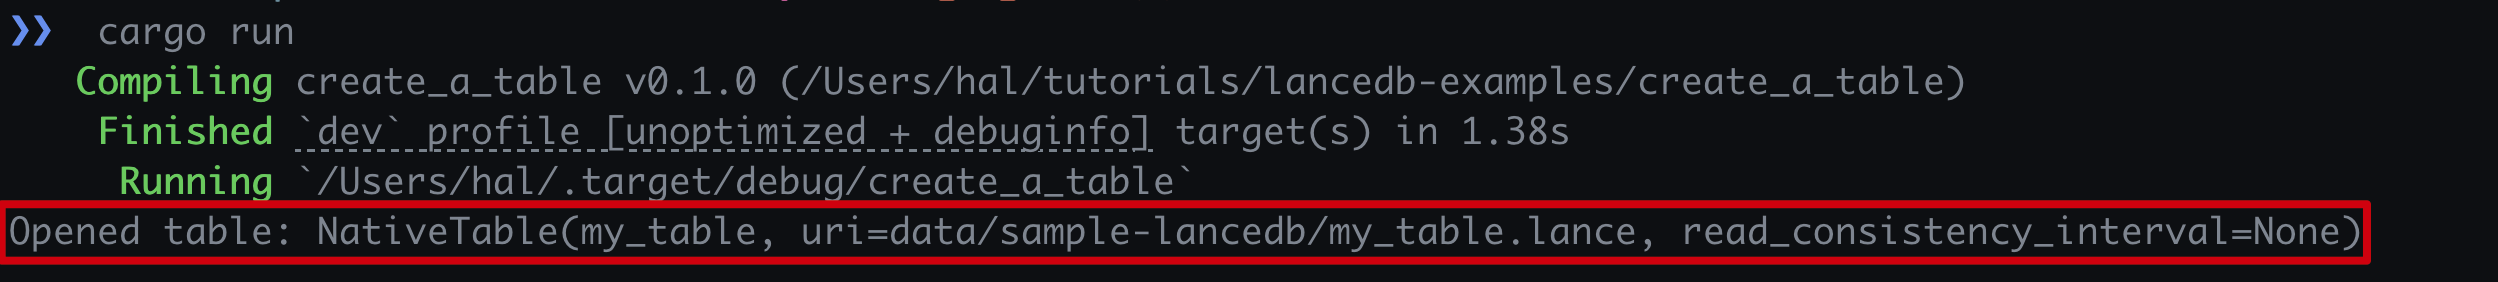 ❯❯ cargo run
Compiling create_a_table v0.1.0 (/Users/hal/tutorials/lancedb-examples/create_a_table)
Finished `dev` profile [unoptimized + debuginfo] target(s) in 1.38s
Running `/Users/hal/.target/debug/create_a_table`
Opened table: NativeTable(my_table, uri=data/sample-lancedb/my_table.lance, read_consistency_interval=None)